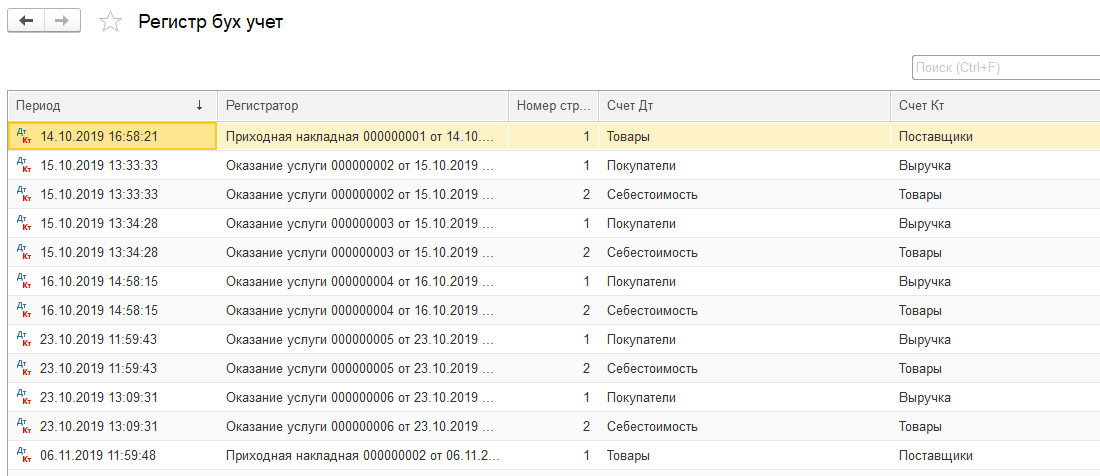 Регистр бух учет
Поиск (Ctrl+F)
Период ↓ Регистратор Номер стр... Счет Дт Счет Кт
Дт Кт 14.10.2019 16:58:21 Приходная накладная 000000001 от 14.10.... 1 Товары Поставщики
Дт Кт 15.10.2019 13:33:33 Оказание услуги 000000002 от 15.10.2019 ... 1 Покупатели Выручка
Дт Кт 15.10.2019 13:33:33 Оказание услуги 000000002 от 15.10.2019 ... 2 Себестоимость Товары
Дт Кт 15.10.2019 13:34:28 Оказание услуги 000000003 от 15.10.2019 ... 1 Покупатели Выручка
Дт Кт 15.10.2019 13:34:28 Оказание услуги 000000003 от 15.10.2019 ... 2 Себестоимость Товары
Дт Кт 16.10.2019 14:58:15 Оказание услуги 000000004 от 16.10.2019 ... 1 Покупатели Выручка
Дт Кт 16.10.2019 14:58:15 Оказание услуги 000000004 от 16.10.2019 ... 2 Себестоимость Товары
Дт Кт 23.10.2019 11:59:43 Оказание услуги 000000005 от 23.10.2019 ... 1 Покупатели Выручка
Дт Кт 23.10.2019 11:59:43 Оказание услуги 000000005 от 23.10.2019 ... 2 Себестоимость Товары
Дт Кт 23.10.2019 13:09:31 Оказание услуги 000000006 от 23.10.2019 ... 1 Покупатели Выручка
Дт Кт 23.10.2019 13:09:31 Оказание услуги 000000006 от 23.10.2019 ... 2 Себестоимость Товары
Дт Кт 06.11.2019 11:59:48 Приходная накладная 000000002 от 06.11.2... 1 Товары Поставщики